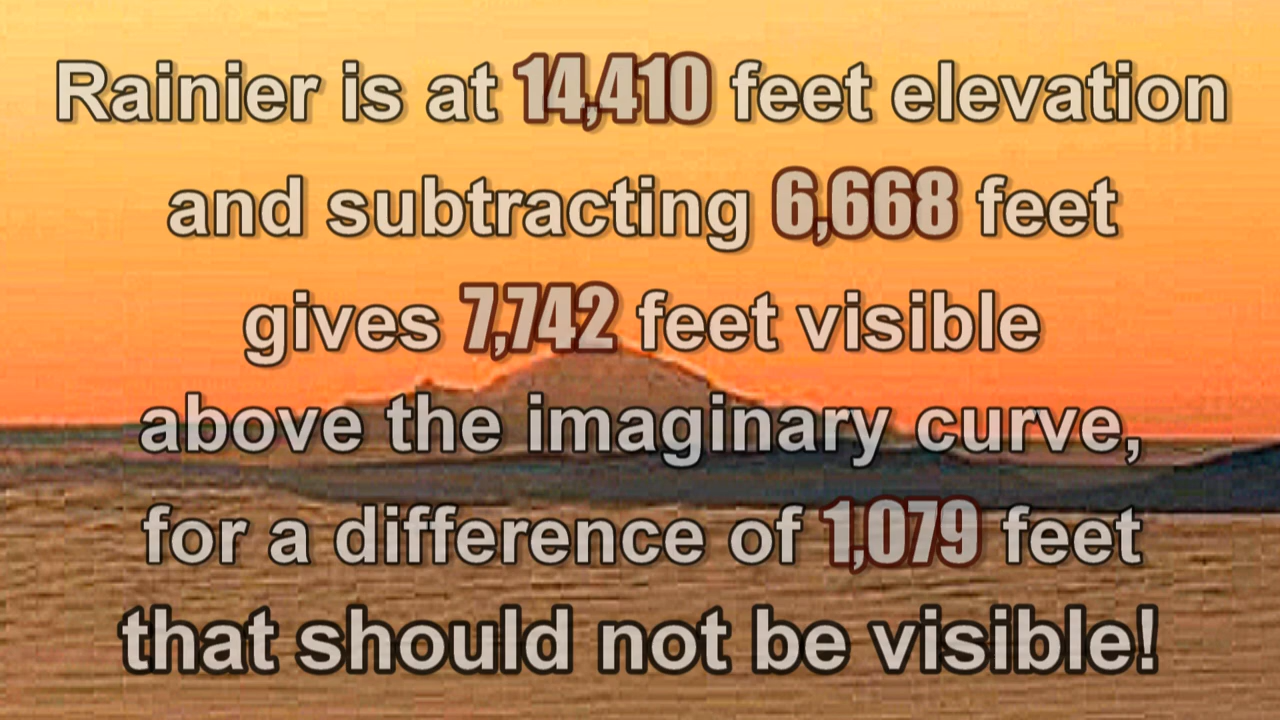 Rainier is at 14,410 feet elevation
and subtracting 6,668 feet
gives 7,742 feet visible
above the imaginary curve,
for a difference of 1,079 feet
that should not be visible!